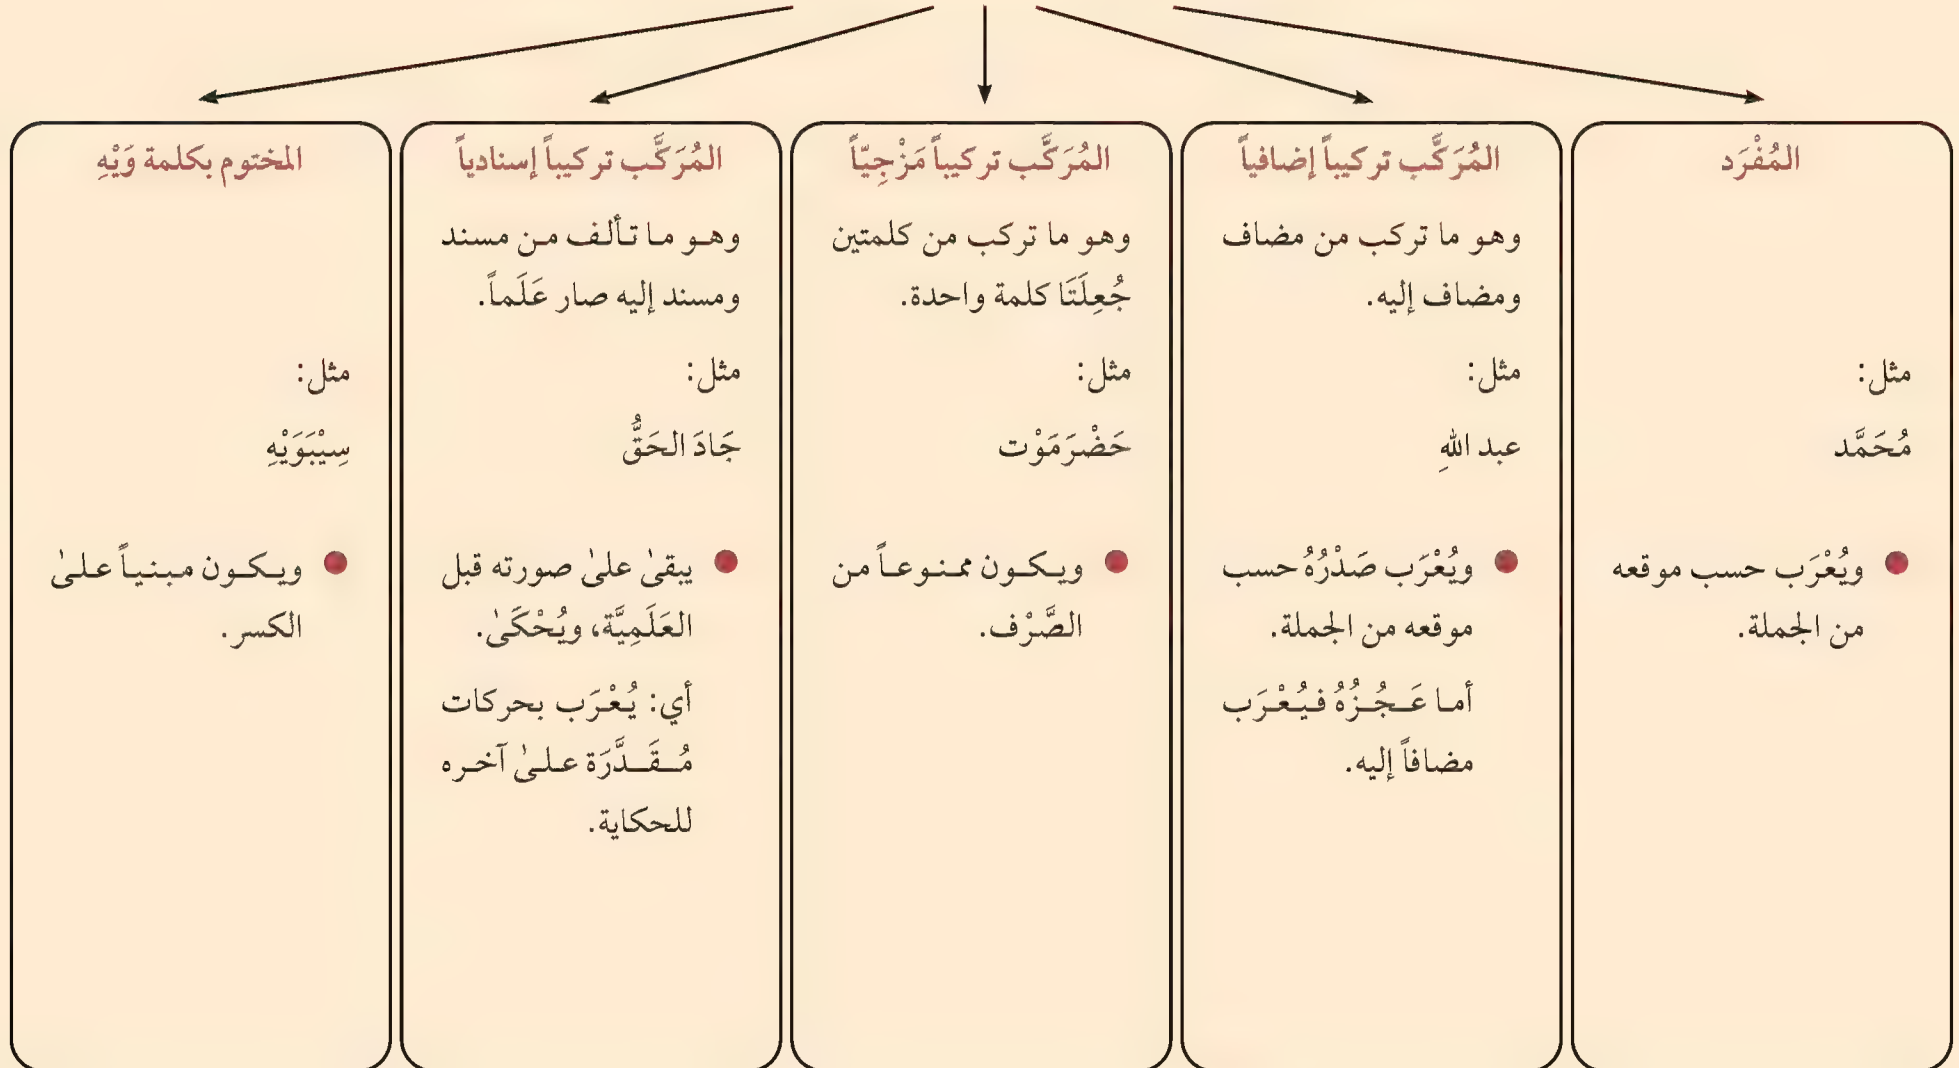 المُفْرَد
مثل:
مُحَمَّد
ويُعْرَب حسب موقعه
من الجملة.
المُرَكَّب تركيباً إضافياً
وهو ما تركب من مضاف
ومضاف إليه.
مثل:
عبد اللهِ
ويُعْرَب صَدْرُهُ حسب
موقعه من الجملة.
أما عَجُزُهُ فيُعْرَب
مضافاً إليه.
المُرَكَّب تركيباً مَزْجِيّاً
وهو ما تركب من كلمتين
جُعِلَتَا كلمة واحدة.
مثل:
حَضْرَمَوْت
ويكون ممنوعاً من
الصَّرْف.
المُرَكَّب تركيباً إسنادياً
وهو ما تألف من مسند
ومسند إليه صار عَلَماً.
مثل:
جَادَ الحَقُّ
يبقىٰ علىٰ صورته قبل
العَلَمِيَّة، ويُحْكَىٰ.
أي: يُعْرَب بحركات
مُقَدَّرَة علىٰ آخره
للحكاية.
المختوم بكلمة وَيْهِ
مثل:
سِيْبَوَيْهِ
ويكون مبنياً علىٰ
الكسر.